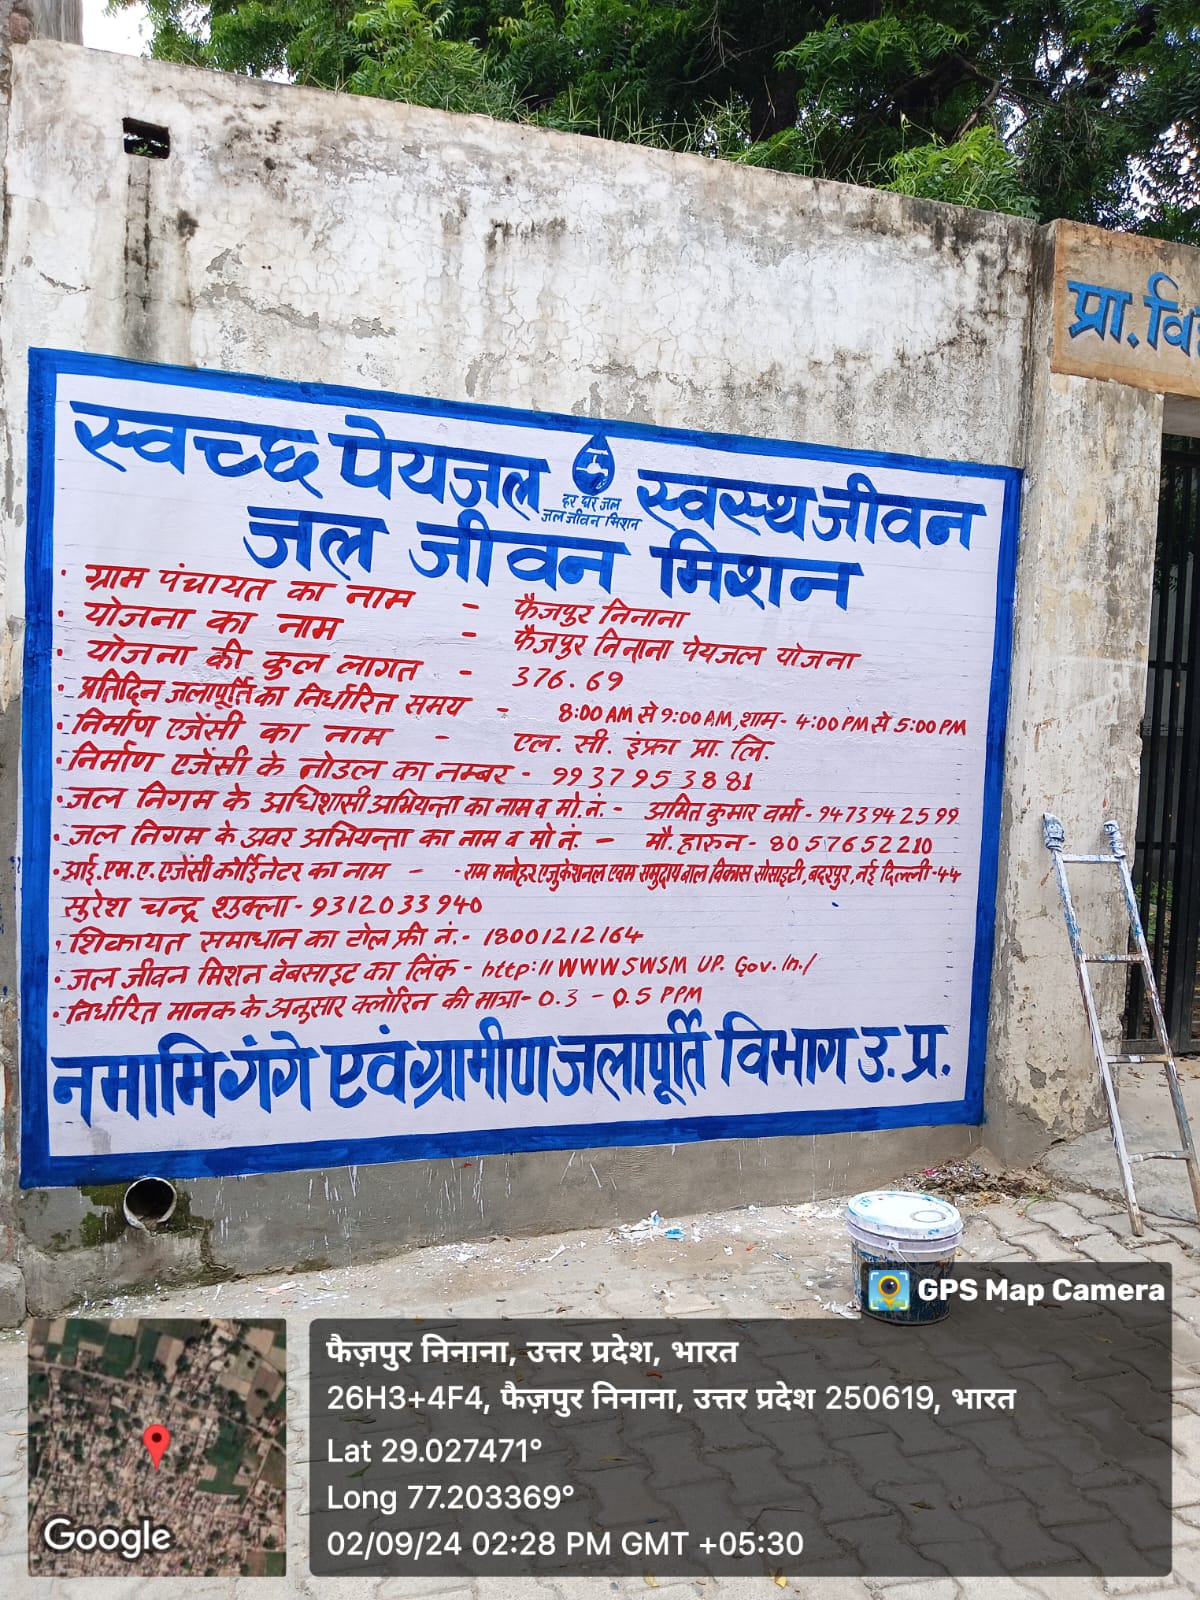 प्रा. वि
स्वच्छ पेयजल स्वस्थ जीवन
हर घर जल
जल जीवन मिशन
जल जीवन मिशन
· ग्राम पंचायत का नाम - फैजपुर निनाना
· योजना का नाम - फैजपुर निनाना पेयजल योजना
· योजना की कुल लागत - 376.69
· प्रतिदिन जलापूर्ति का निर्धारित समय - 8:00 AM से 9:00 AM, शाम - 4:00 PM से 5:00 PM
· निर्माण एजेंसी का नाम - एल. सी. इंफ्रा प्रा. लि.
· निर्माण एजेंसी के नोडल का नम्बर - 9937953881
· जल निगम के अधिशासी अभियन्ता का नाम व मो. नं. - अमित कुमार वर्मा - 9473942599
· जल निगम के अवर अभियन्ता का नाम व मो नं. - मौ. हारुन - 8057652210
· आई. एम. ए. एजेंसी कोर्डिनेटर का नाम - - राम मनोहर एजुकेशनल एवम समुदाय बाल विकास सोसाइटी, बदरपुर, नई दिल्ली-44
सुरेश चन्द्र शुक्ला - 9312033940
· शिकायत समाधान का टोल फ्री नं. - 18001212164
· जल जीवन मिशन वेबसाइट का लिंक - http://WWW SWSM UP. Gov. In./
· निर्धारित मानक के अनुसार क्लोरिन की मात्रा - 0.3 - 0.5 PPM
नमामि गंगे एवं ग्रामीण जलापूर्ति विभाग उ. प्र.
GPS Map Camera
फैज़पुर निनाना, उत्तर प्रदेश, भारत
26H3+4F4, फैज़पुर निनाना, उत्तर प्रदेश 250619, भारत
Lat 29.027471°
Long 77.203369°
02/09/24 02:28 PM GMT +05:30
Google